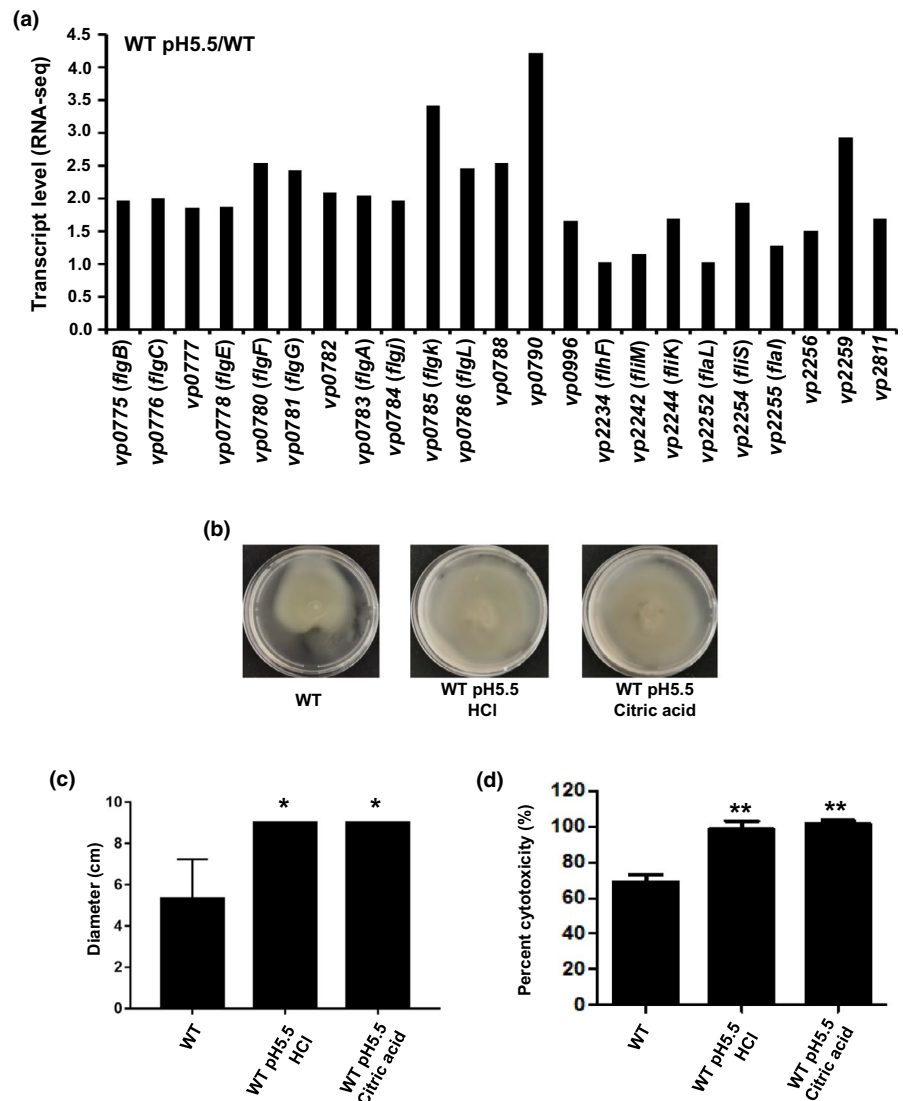 (a)
WT pH5.5/WT
Transcript level (RNA-seq)
4.5
4.0
3.5
3.0
2.5
2.0
1.5
1.0
0.5
0.0
vp0775 (flgB)
vp0776 (flgC)
vp0777
vp0778 (flgE)
vp0780 (flgF)
vp0781 (flgG)
vp0782
vp0783 (flgA)
vp0784 (flgj)
vp0785 (flgk)
vp0786 (flgL)
vp0788
vp0790
vp0996
vp2234 (flhF)
vp2242 (fliM)
vp2244 (fliK)
vp2252 (flaL)
vp2254 (fliS)
vp2255 (flaI)
vp2256
vp2259
vp2811
(b)
WT
WT pH5.5
HCl
WT pH5.5
Citric acid
(c)
Diameter (cm)
10
8
6
4
2
0
*
*
WT
WT pH5.5
HCl
WT pH5.5
Citric acid
(d)
Percent cytotoxicity (%)
120
100
80
60
40
20
0
**
**
WT
WT pH5.5
HCl
WT pH5.5
Citric acid